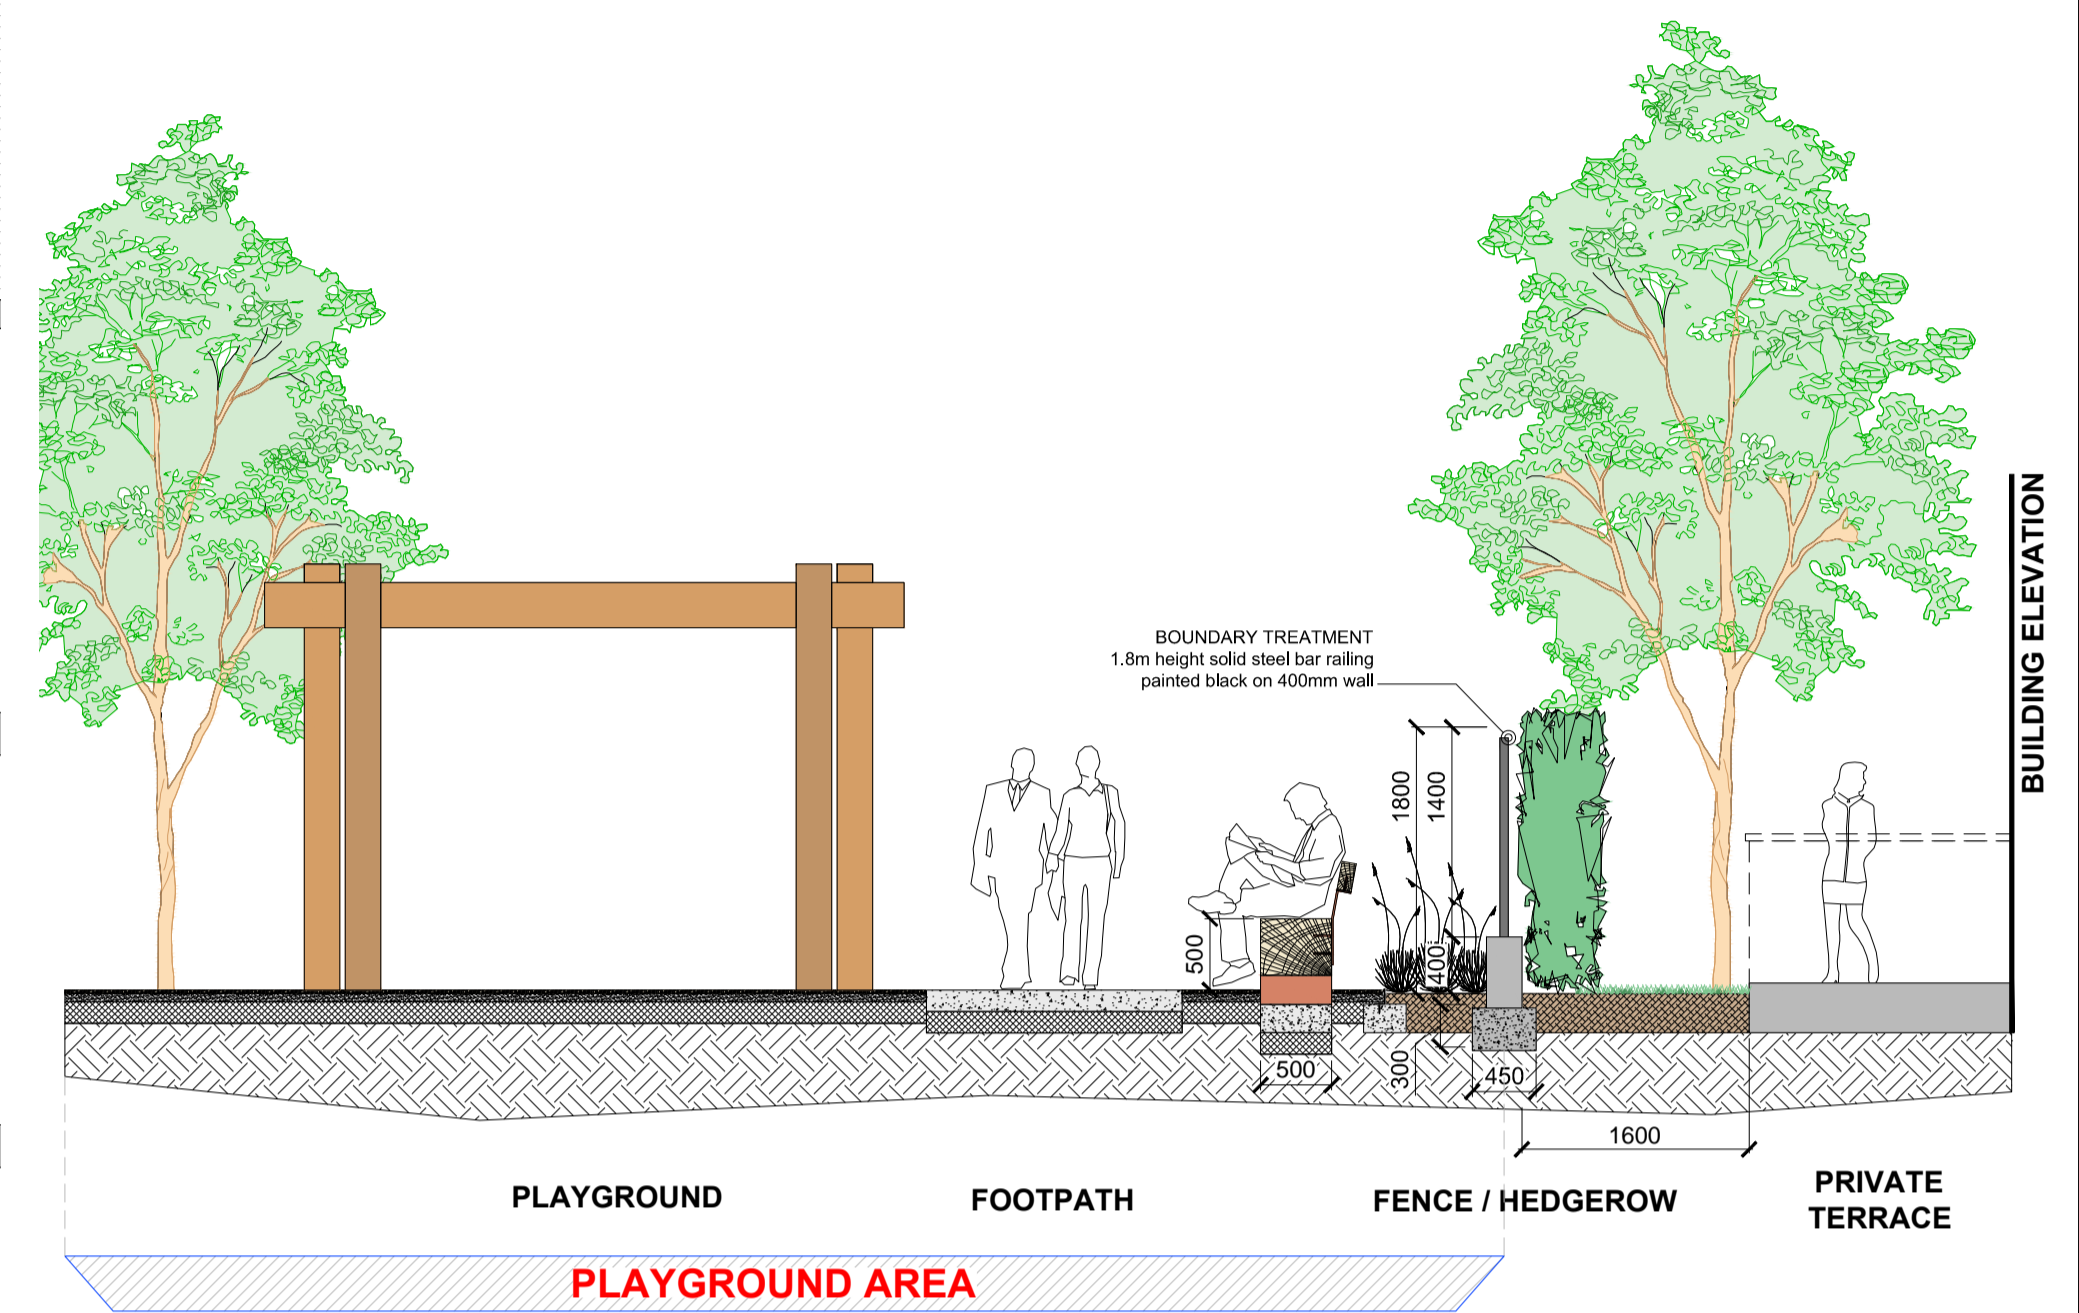 BUILDING ELEVATION
BOUNDARY TREATMENT
1.8m height solid steel bar railing
painted black on 400mm wall
1800
1400
500
400
300
500
450
1600
PLAYGROUND
FOOTPATH
FENCE / HEDGEROW
PRIVATE
TERRACE
PLAYGROUND AREA